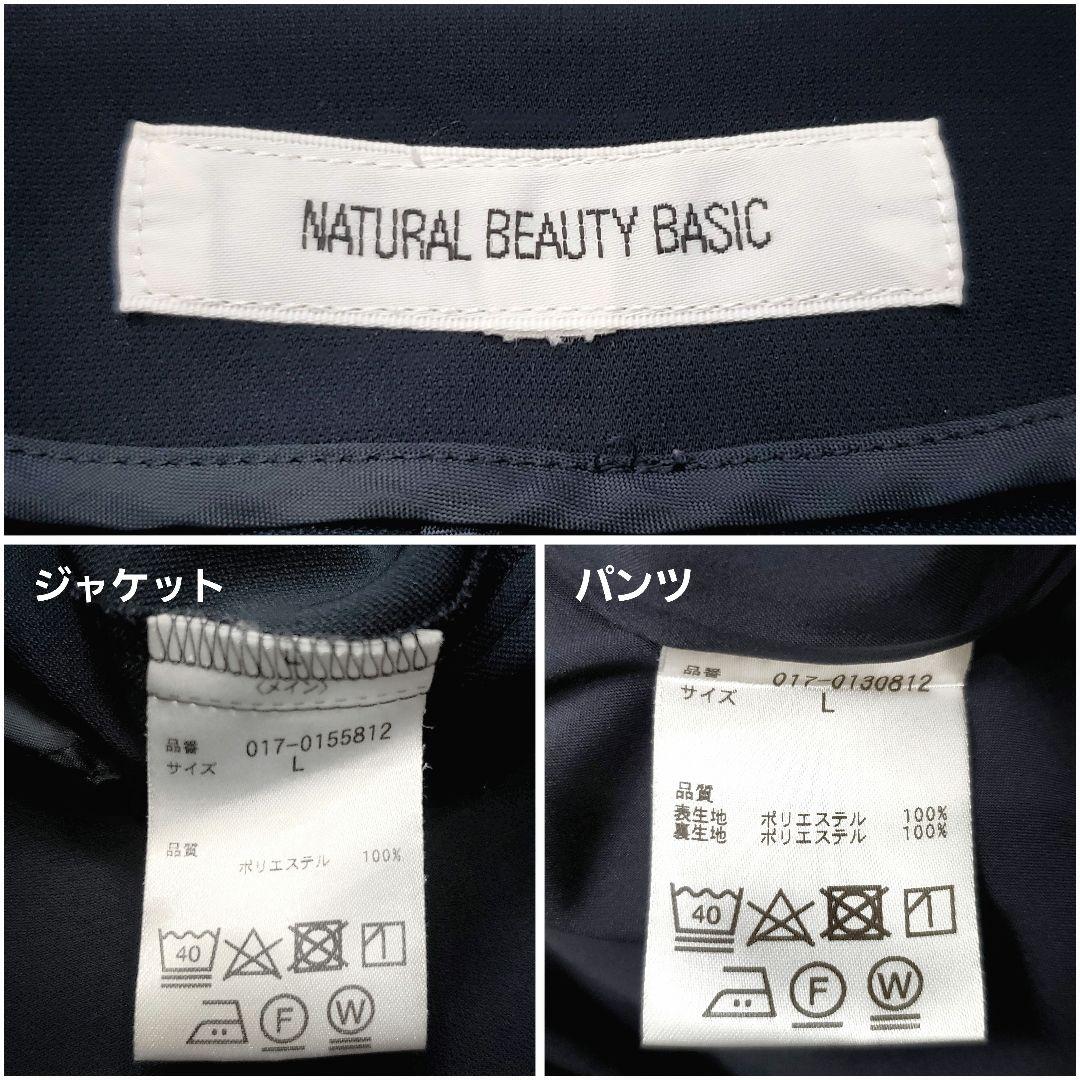 NATURAL BEAUTY BASIC
ジャケット
〈メイン〉
品番 017-0155812
サイズ L
品質
ポリエステル 100%
40
F W
パンツ
品番 017-0130812
サイズ L
品質
表生地 ポリエステル 100%
裏生地 ポリエステル 100%
40
F W